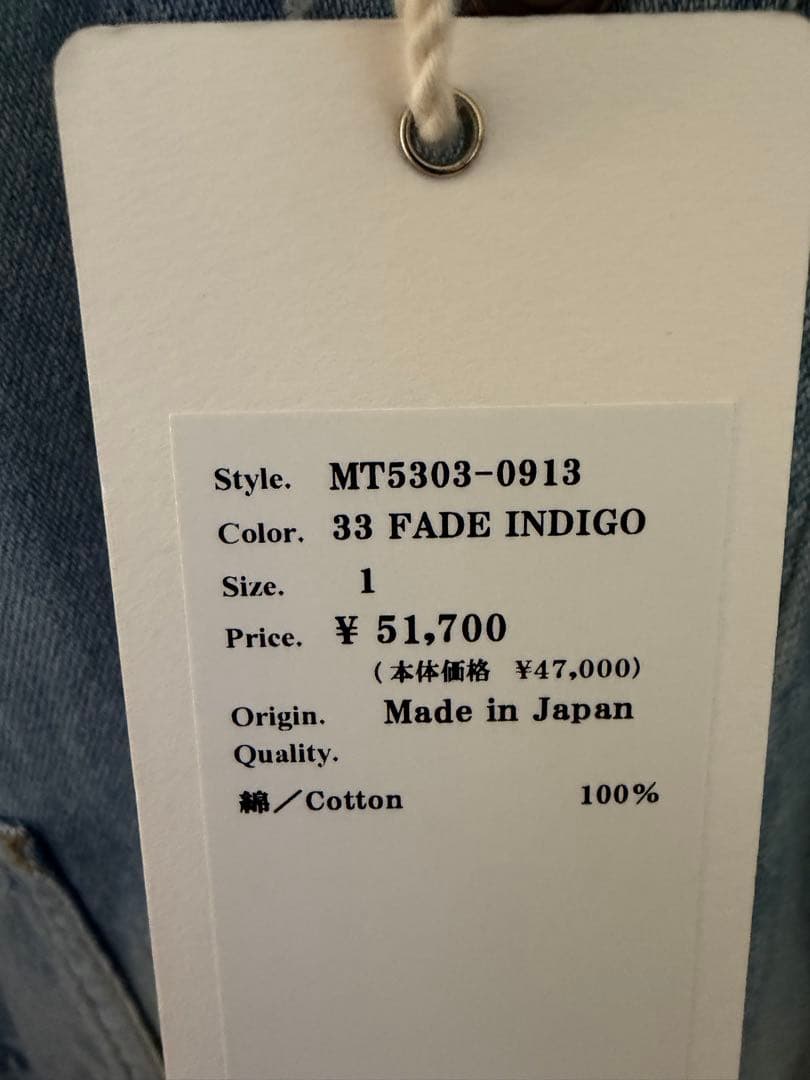 Style. MT5303-0913
Color. 33 FADE INDIGO
Size. 1
Price. ¥ 51,700
(本体価格 ¥47,000)
Origin. Made in Japan
Quality.
綿／Cotton 100%